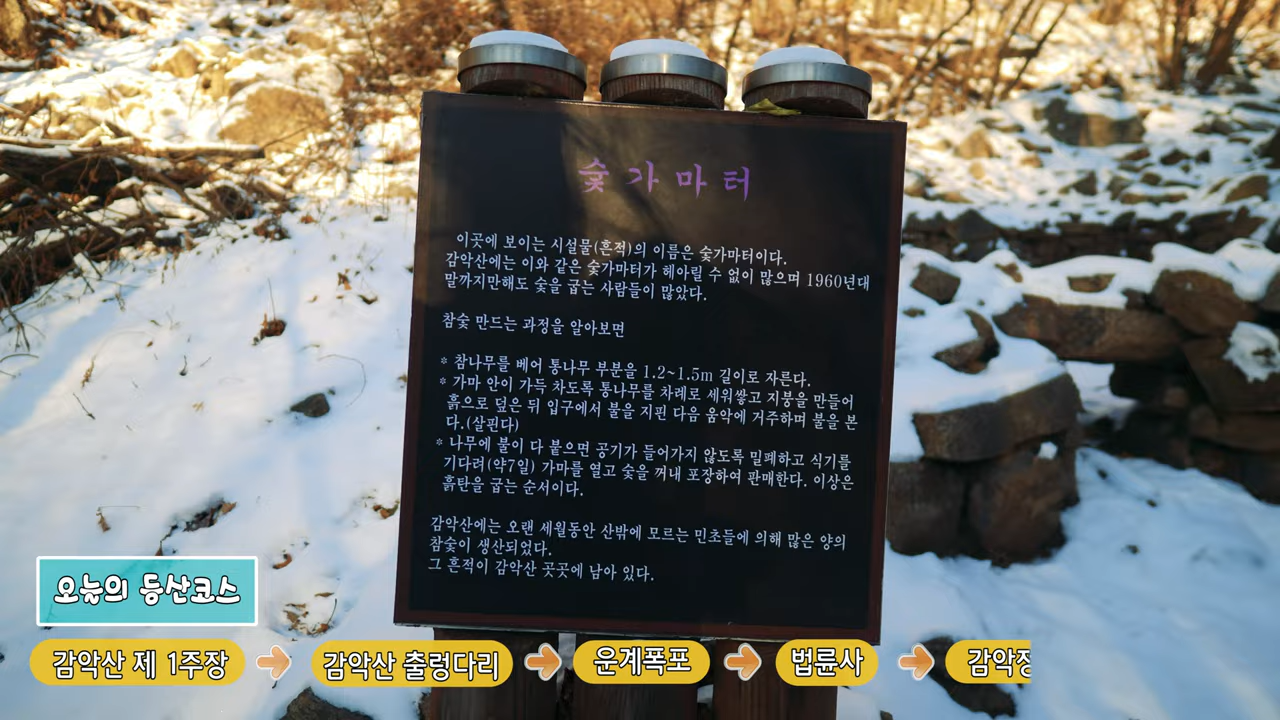 숯가마터
이곳에 보이는 시설물(흔적)의 이름은 숯가마터이다.
감악산에는 이와 같은 숯가마터가 헤아릴 수 없이 많으며 1960년대
말까지만해도 숯을 굽는 사람들이 많았다.
참숯 만드는 과정을 알아보면
* 참나무를 베어 통나무 부분을 1.2~1.5m 길이로 자른다.
* 가마 안이 가득 차도록 통나무를 차례로 세워쌓고 지붕을 만들어
흙으로 덮은 뒤 입구에서 불을 지핀 다음 움악에 거주하며 불을 본
다.(살핀다)
* 나무에 불이 다 붙으면 공기가 들어가지 않도록 밀폐하고 식기를
기다려(약7일) 가마를 열고 숯을 꺼내 포장하여 판매한다. 이상은
흙탄을 굽는 순서이다.
감악산에는 오랜 세월동안 산밖에 모르는 민초들에 의해 많은 양의
참숯이 생산되었다.
그 흔적이 감악산 곳곳에 남아 있다.
오늘의 등산코스
감악산 제 1주장 감악산 출렁다리 운계폭포 법륜사 감악정